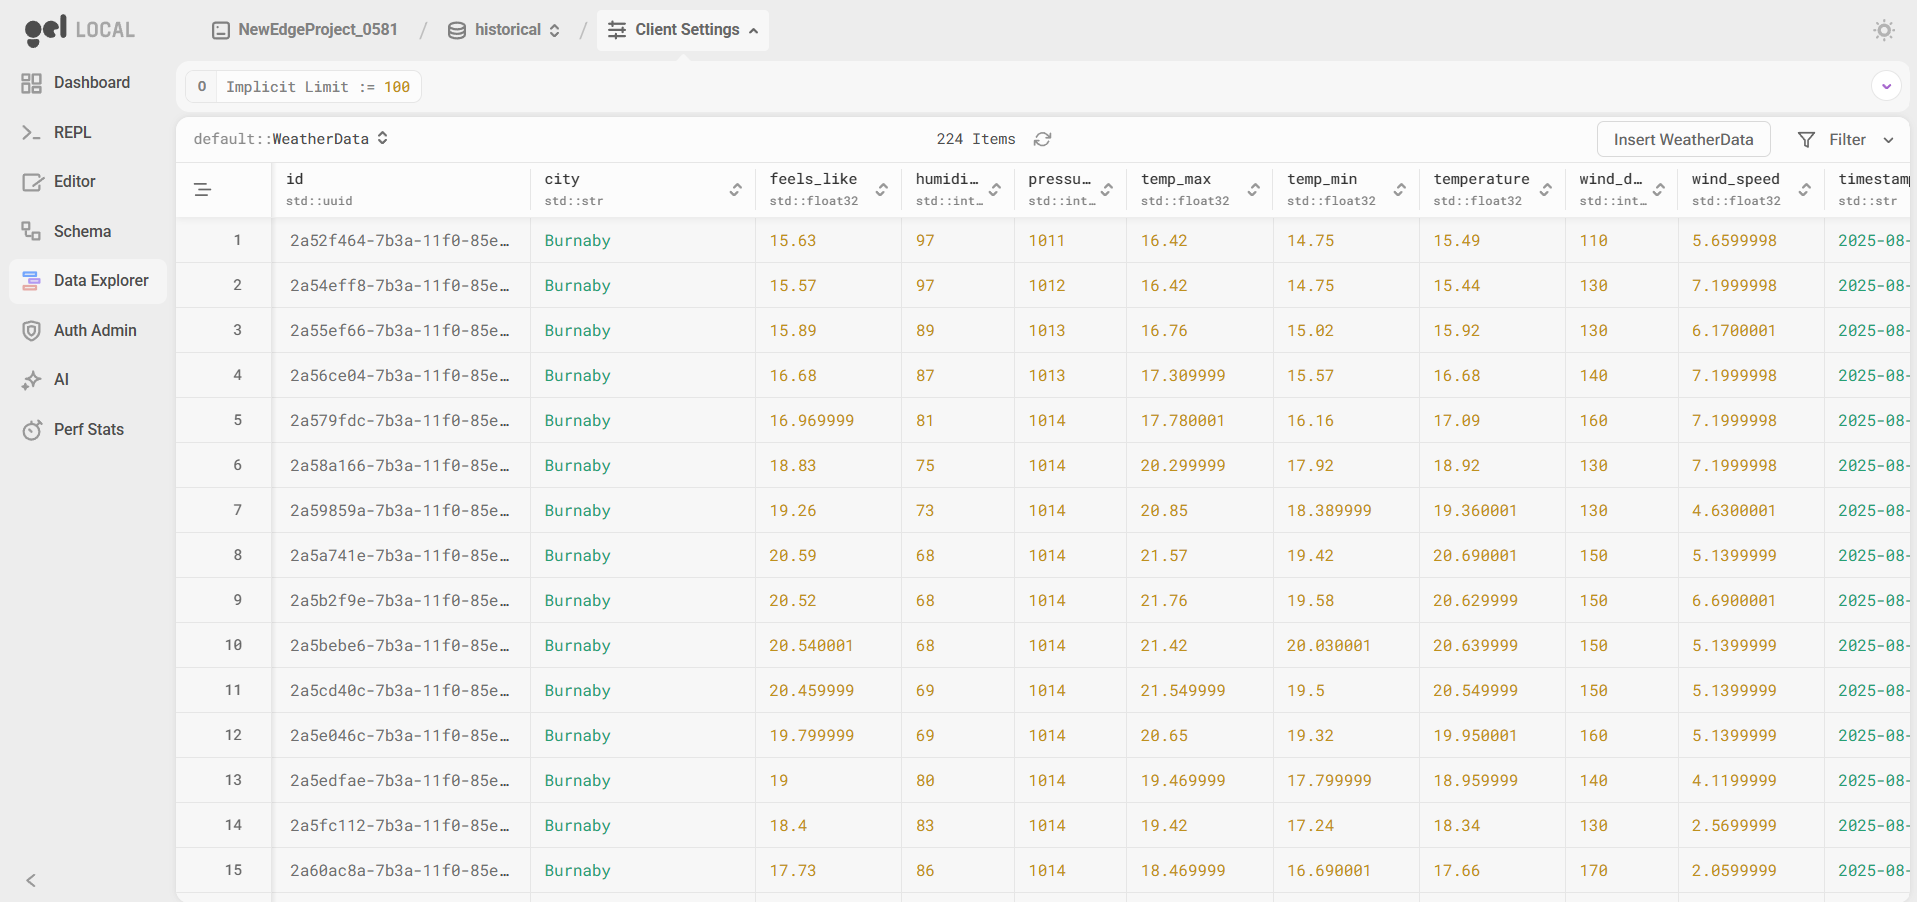 gel LOCAL
NewEdgeProject_0581 / historical / Client Settings
Dashboard
REPL
Editor
Schema
Data Explorer
Auth Admin
AI
Perf Stats
0 Implicit Limit := 100
default::WeatherData 224 Items Insert WeatherData Filter
id city feels_like humidi… pressu… temp_max temp_min temperature wind_d… wind_speed timestamp
std::uuid std::str std::float32 std::int… std::int… std::float32 std::float32 std::float32 std::int… std::float32 std::str
1 2a52f464-7b3a-11f0-85e… Burnaby 15.63 97 1011 16.42 14.75 15.49 110 5.6599998 2025-08-
2 2a54eff8-7b3a-11f0-85e… Burnaby 15.57 97 1012 16.42 14.75 15.44 130 7.1999998 2025-08-
3 2a55ef66-7b3a-11f0-85e… Burnaby 15.89 89 1013 16.76 15.02 15.92 130 6.1700001 2025-08-
4 2a56ce04-7b3a-11f0-85e… Burnaby 16.68 87 1013 17.309999 15.57 16.68 140 7.1999998 2025-08-
5 2a579fdc-7b3a-11f0-85e… Burnaby 16.969999 81 1014 17.780001 16.16 17.09 160 7.1999998 2025-08-
6 2a58a166-7b3a-11f0-85e… Burnaby 18.83 75 1014 20.299999 17.92 18.92 130 7.1999998 2025-08-
7 2a59859a-7b3a-11f0-85e… Burnaby 19.26 73 1014 20.85 18.389999 19.360001 130 4.6300001 2025-08-
8 2a5a741e-7b3a-11f0-85e… Burnaby 20.59 68 1014 21.57 19.42 20.690001 150 5.1399999 2025-08-
9 2a5b2f9e-7b3a-11f0-85e… Burnaby 20.52 68 1014 21.76 19.58 20.629999 150 6.6900001 2025-08-
10 2a5bebe6-7b3a-11f0-85e… Burnaby 20.540001 68 1014 21.42 20.030001 20.639999 150 5.1399999 2025-08-
11 2a5cd40c-7b3a-11f0-85e… Burnaby 20.459999 69 1014 21.549999 19.5 20.549999 150 5.1399999 2025-08-
12 2a5e046c-7b3a-11f0-85e… Burnaby 19.799999 69 1014 20.65 19.32 19.950001 160 5.1399999 2025-08-
13 2a5edfae-7b3a-11f0-85e… Burnaby 19 80 1014 19.469999 17.799999 18.959999 140 4.1199999 2025-08-
14 2a5fc112-7b3a-11f0-85e… Burnaby 18.4 83 1014 19.42 17.24 18.34 130 2.5699999 2025-08-
15 2a60ac8a-7b3a-11f0-85e… Burnaby 17.73 86 1014 18.469999 16.690001 17.66 170 2.0599999 2025-08-